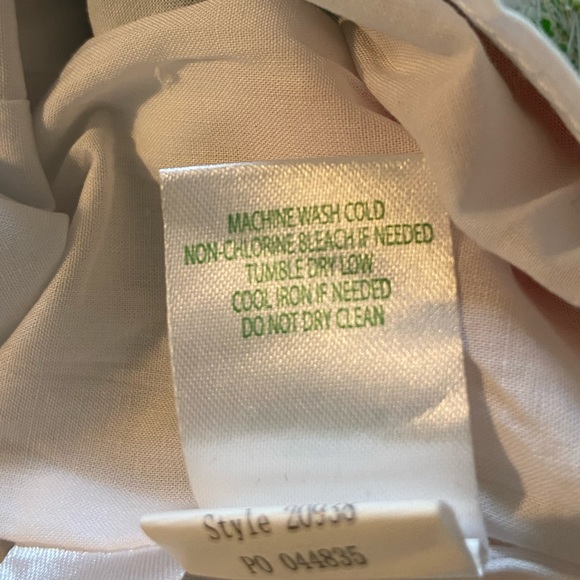 MACHINE WASH COLD
NON-CHLORINE BLEACH IF NEEDED
TUMBLE DRY LOW
COOL IRON IF NEEDED
DO NOT DRY CLEAN
Style
PO 044835